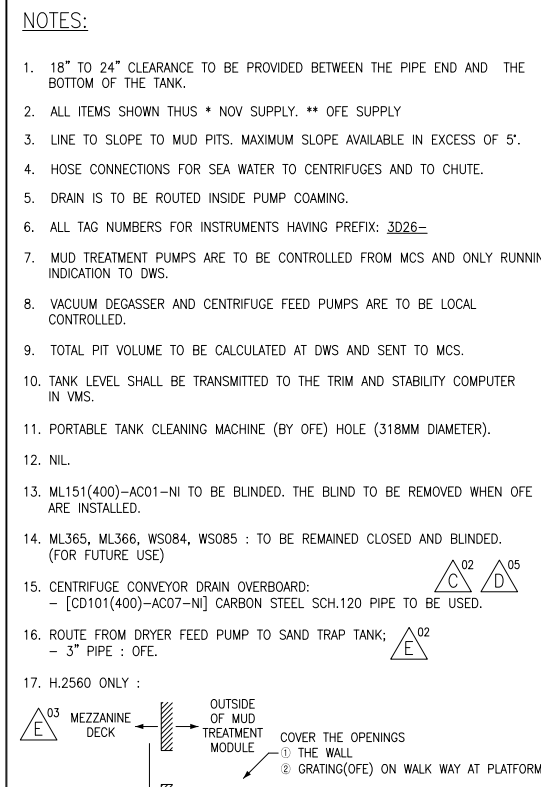 NOTES:
1. 18" TO 24" CLEARANCE TO BE PROVIDED BETWEEN THE PIPE END AND THE
BOTTOM OF THE TANK.
2. ALL ITEMS SHOWN THUS * NOV SUPPLY. ** OFE SUPPLY
3. LINE TO SLOPE TO MUD PITS. MAXIMUM SLOPE AVAILABLE IN EXCESS OF 5°.
4. HOSE CONNECTIONS FOR SEA WATER TO CENTRIFUGES AND TO CHUTE.
5. DRAIN IS TO BE ROUTED INSIDE PUMP COAMING.
6. ALL TAG NUMBERS FOR INSTRUMENTS HAVING PREFIX: 3D26-
7. MUD TREATMENT PUMPS ARE TO BE CONTROLLED FROM MCS AND ONLY RUNNIN
INDICATION TO DWS.
8. VACUUM DEGASSER AND CENTRIFUGE FEED PUMPS ARE TO BE LOCAL
CONTROLLED.
9. TOTAL PIT VOLUME TO BE CALCULATED AT DWS AND SENT TO MCS.
10. TANK LEVEL SHALL BE TRANSMITTED TO THE TRIM AND STABILITY COMPUTER
IN VMS.
11. PORTABLE TANK CLEANING MACHINE (BY OFE) HOLE (318MM DIAMETER).
12. NIL.
13. ML151(400)-AC01-NI TO BE BLINDED. THE BLIND TO BE REMOVED WHEN OFE
ARE INSTALLED.
14. ML365, ML366, WS084, WS085 : TO BE REMAINED CLOSED AND BLINDED.
(FOR FUTURE USE)
C 02 D 05
15. CENTRIFUGE CONVEYOR DRAIN OVERBOARD:
- [CD101(400)-AC07-NI] CARBON STEEL SCH.120 PIPE TO BE USED.
16. ROUTE FROM DRYER FEED PUMP TO SAND TRAP TANK; E 02
- 3" PIPE : OFE.
17. H.2560 ONLY :
E 03
MEZZANINE
DECK
OUTSIDE
OF MUD
TREATMENT
MODULE
COVER THE OPENINGS
① THE WALL
② GRATING(OFE) ON WALK WAY AT PLATFORM